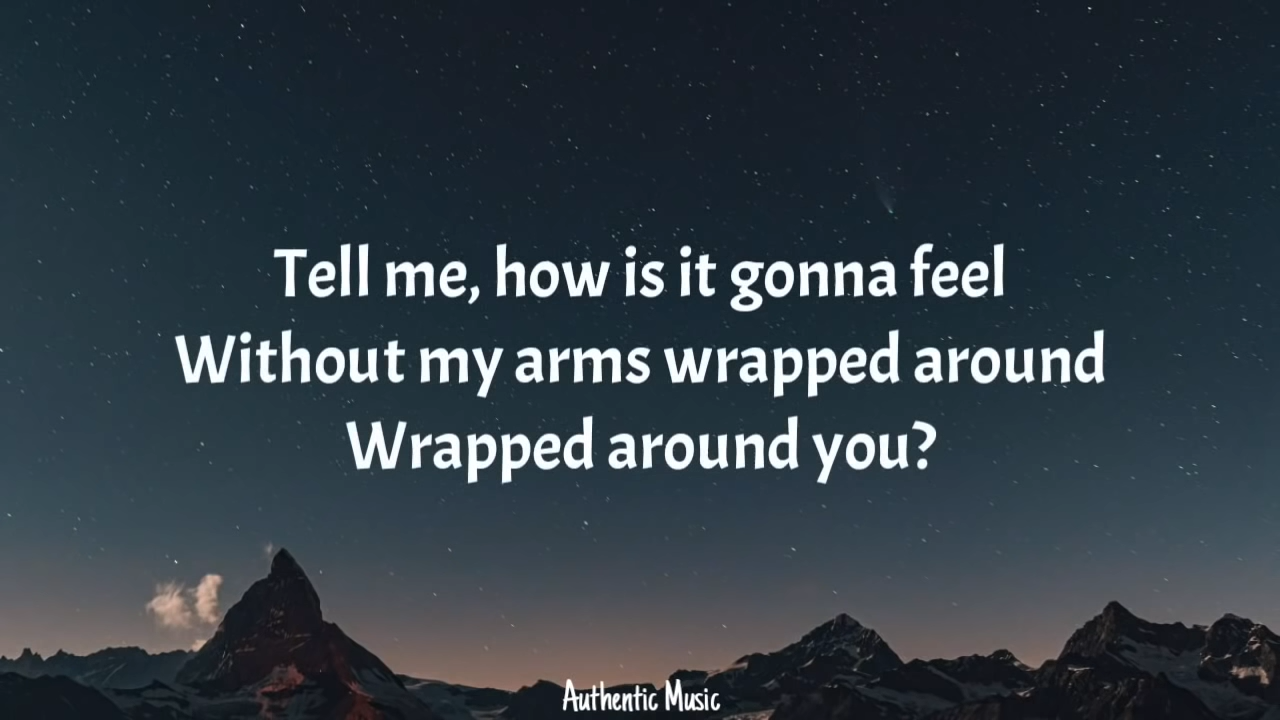 Tell me, how is it gonna feel
Without my arms wrapped around
Wrapped around you?
Authentic Music